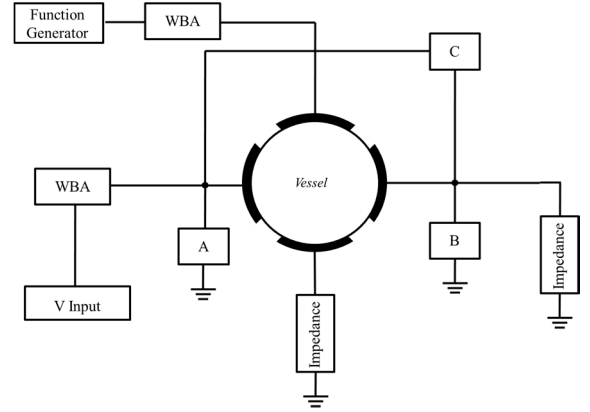 Function
Generator
WBA
C
WBA
Vessel
A
B
Impedance
V Input
Impedance